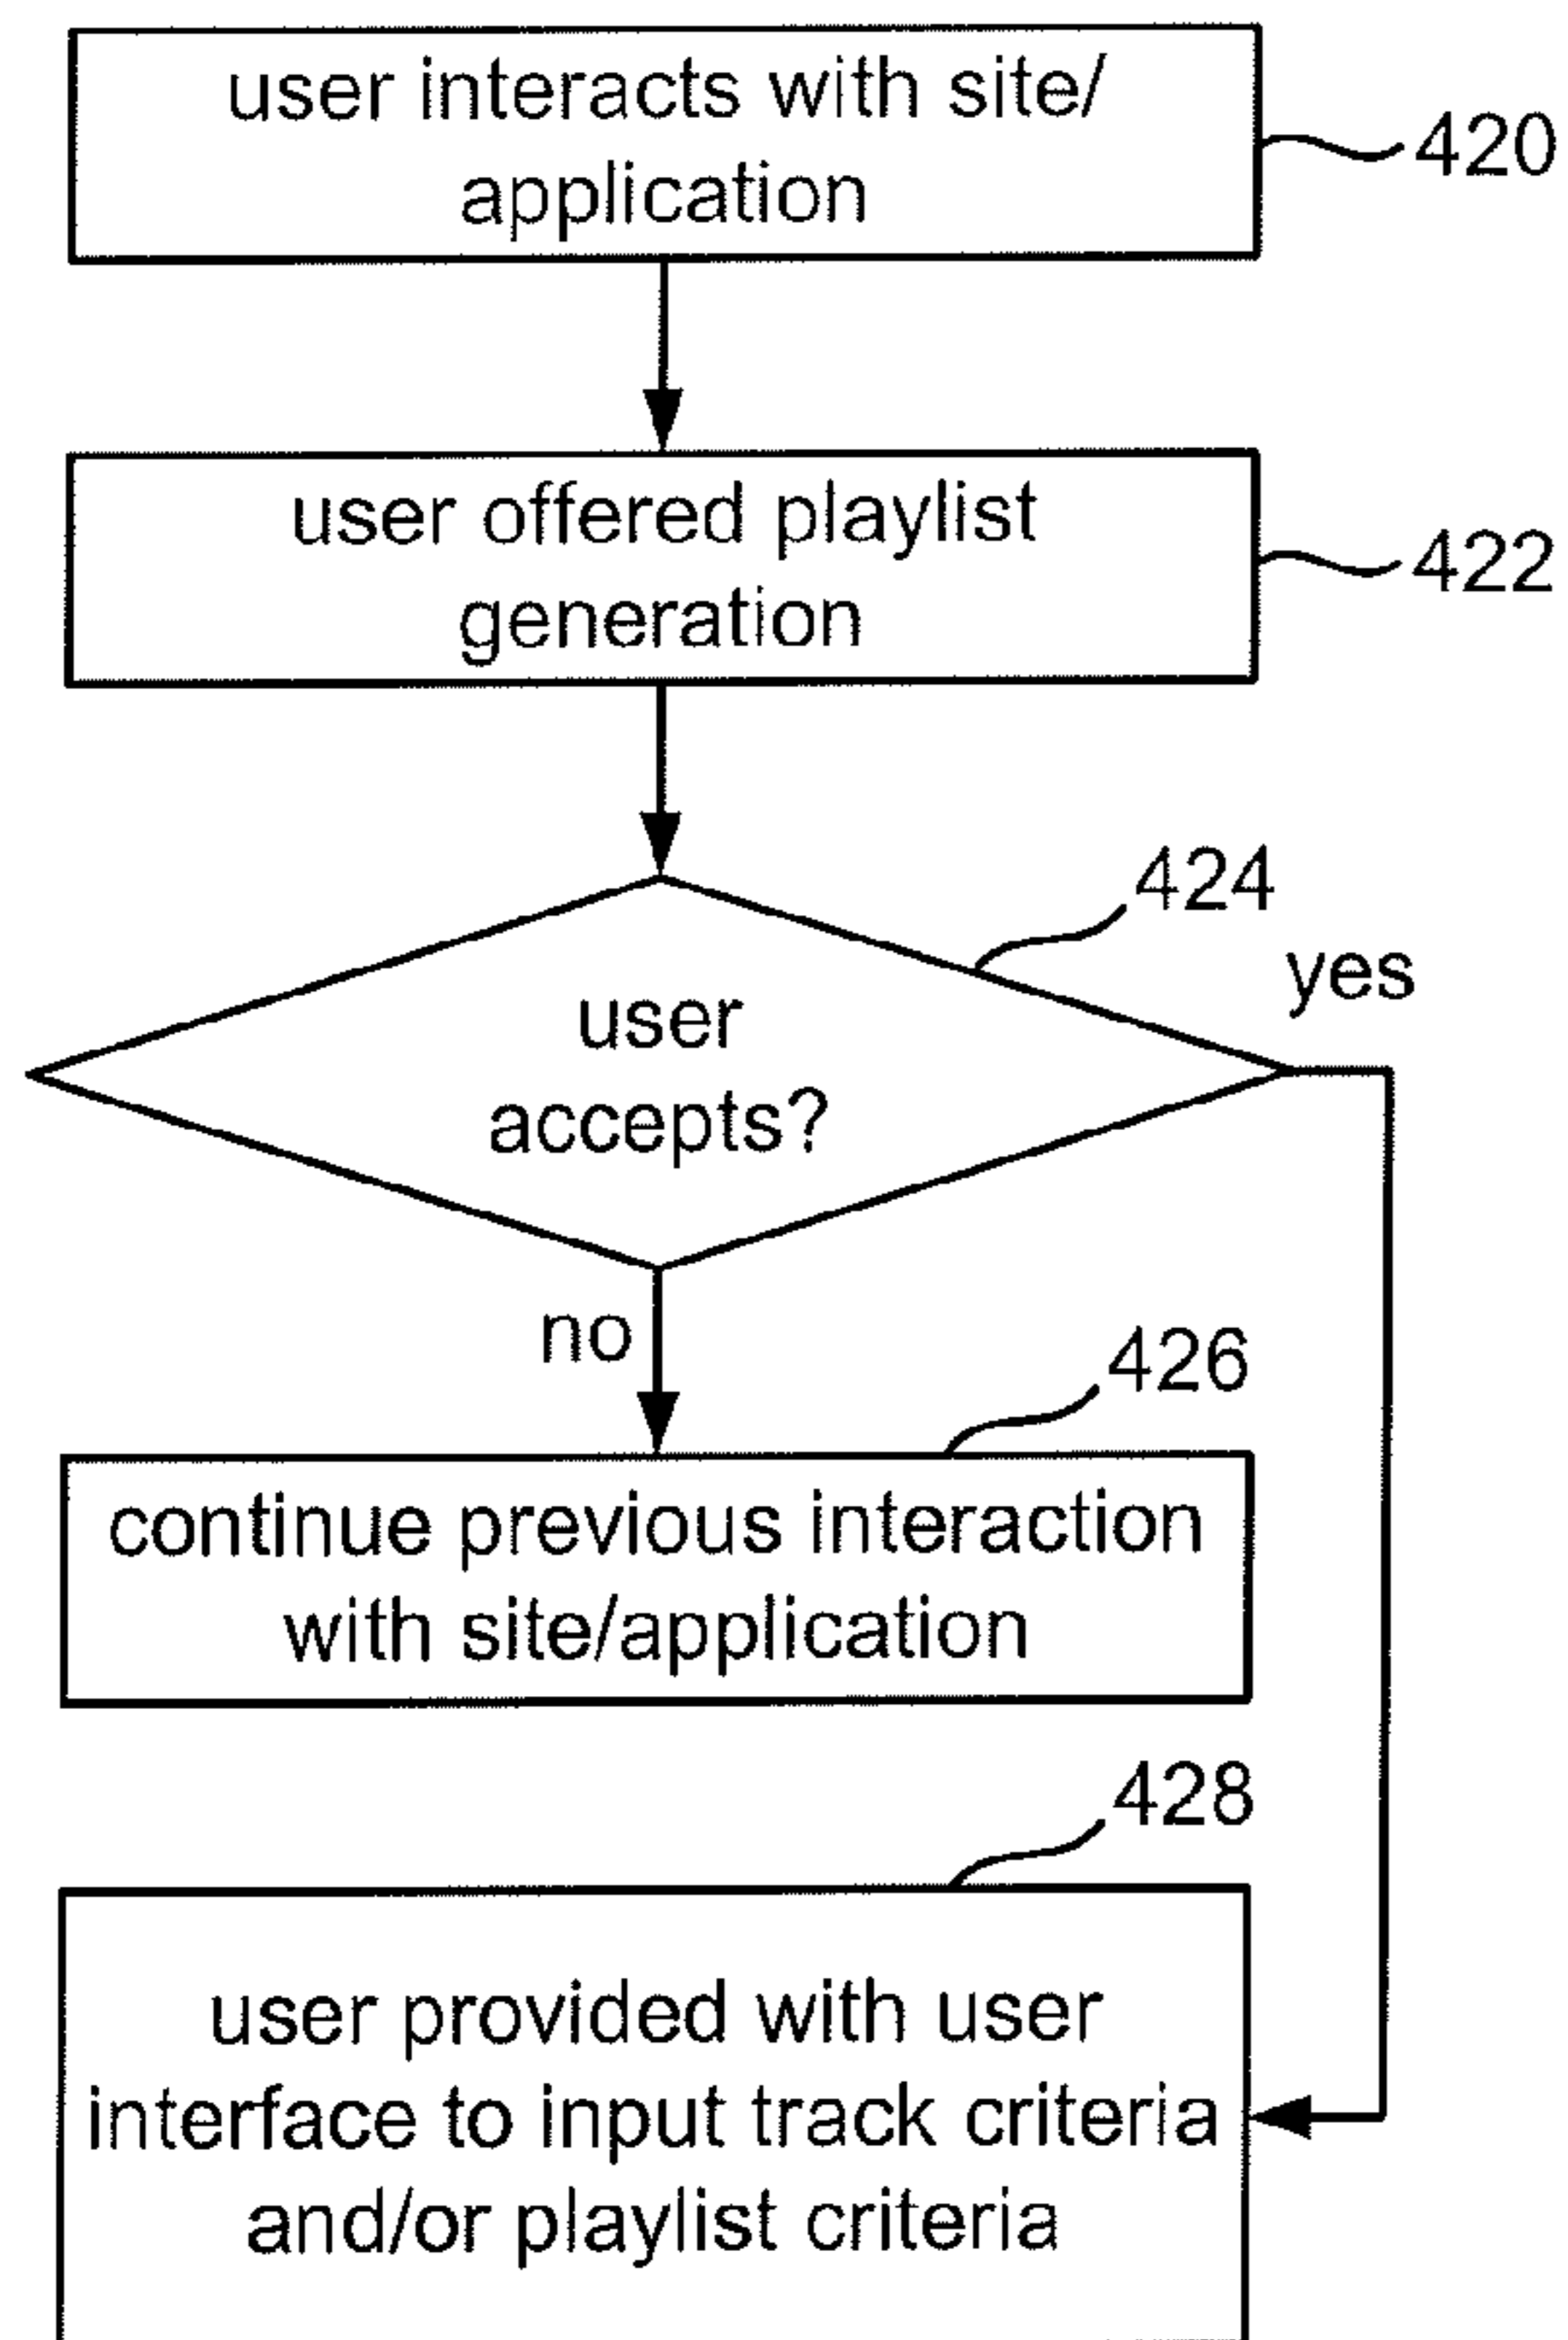 user interacts with site/
application
420
user offered playlist
generation
422
424
yes
user
accepts?
no
426
continue previous interaction
with site/application
428
user provided with user
interface to input track criteria
and/or playlist criteria